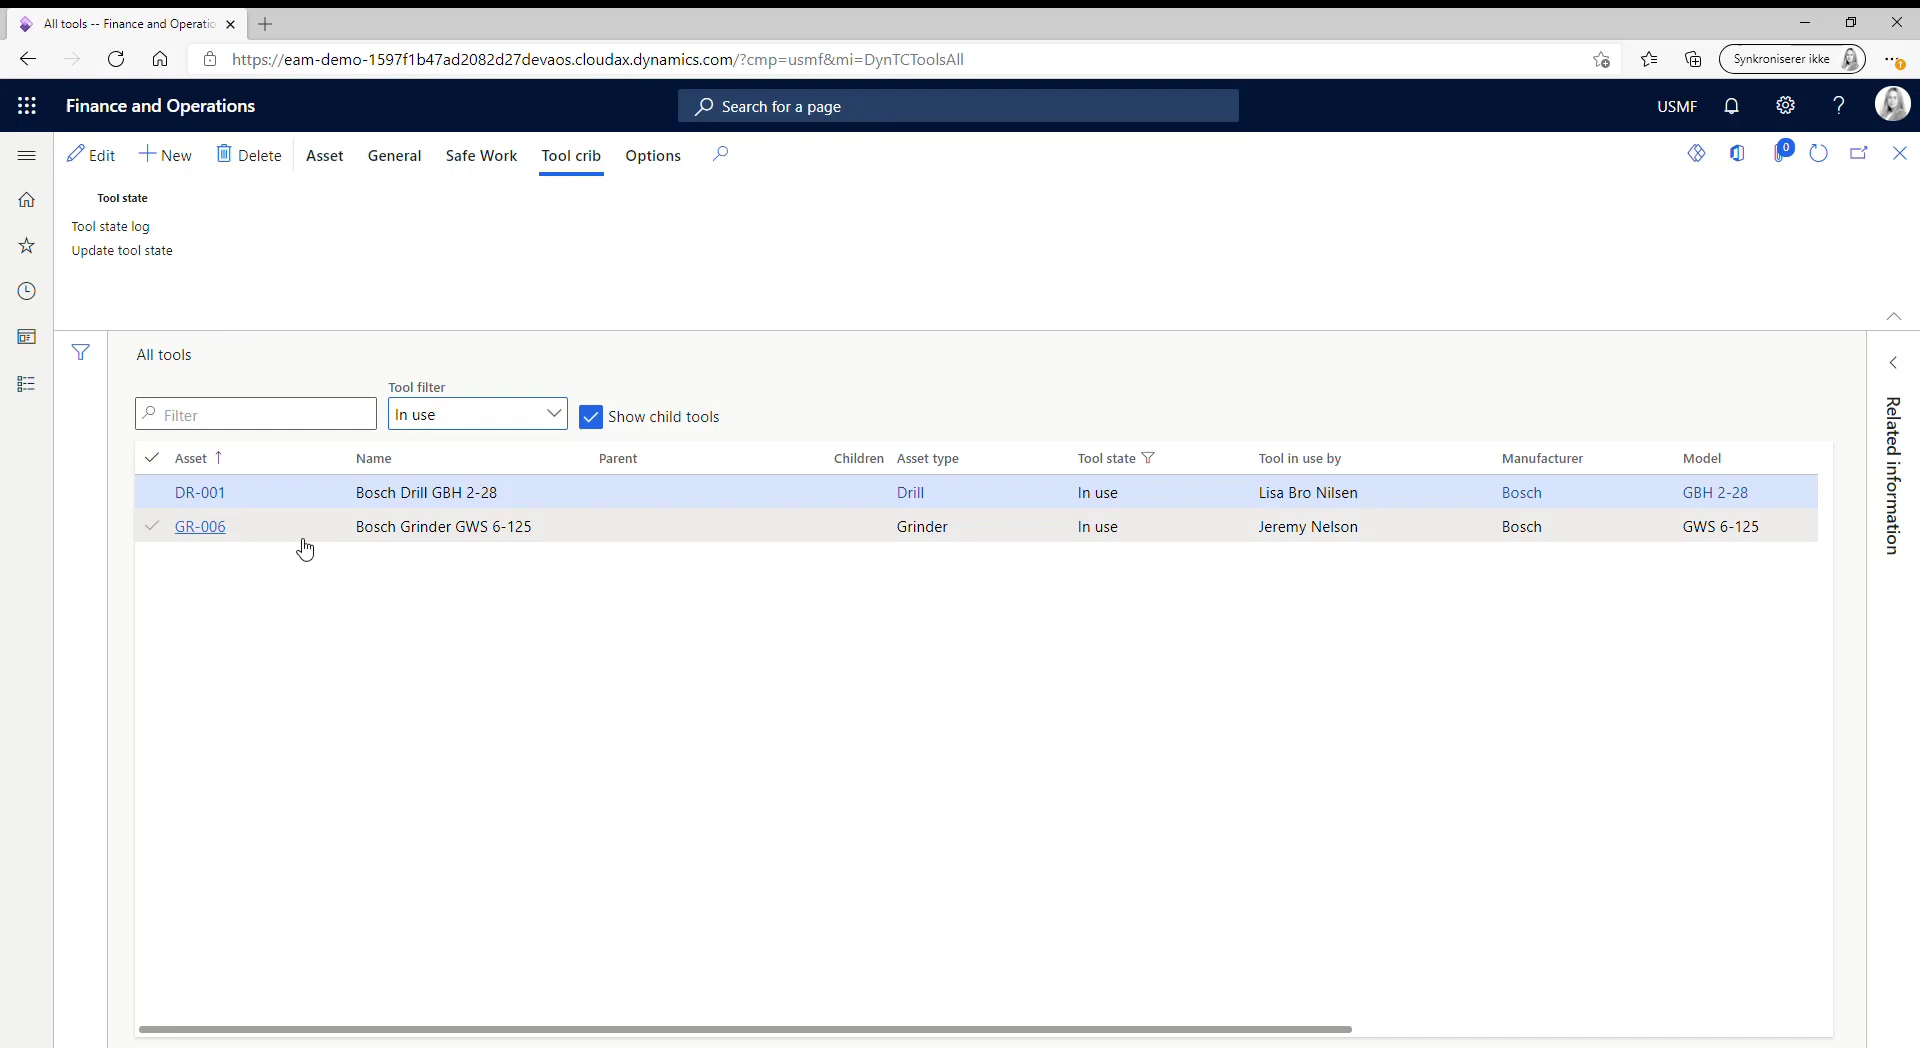 All tools -- Finance and Operatio
https://eam-demo-1597f1b47ad2082d27devaos.cloudax.dynamics.com/?cmp=usmf&mi=DynTCToolsAll
Synkroniserer ikke
Finance and Operations
Search for a page
USMF
Edit New Delete Asset General Safe Work Tool crib Options
0
Tool state
Tool state log
Update tool state
All tools
Tool filter
Filter
In use
Show child tools
Asset Name Parent Children Asset type Tool state Tool in use by Manufacturer Model
DR-001 Bosch Drill GBH 2-28 Drill In use Lisa Bro Nilsen Bosch GBH 2-28
GR-006 Bosch Grinder GWS 6-125 Grinder In use Jeremy Nelson Bosch GWS 6-125
Related information